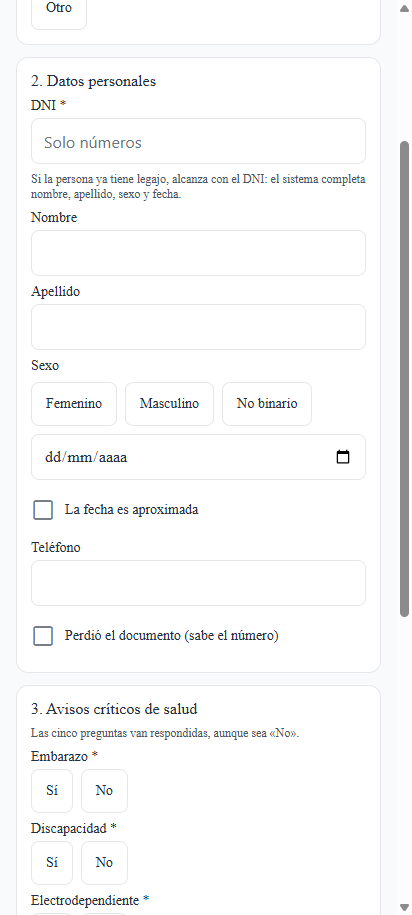 Otro
2. Datos personales
DNI *
Solo números
Si la persona ya tiene legajo, alcanza con el DNI: el sistema completa
nombre, apellido, sexo y fecha.
Nombre
Apellido
Sexo
Femenino Masculino No binario
dd/mm/aaaa
La fecha es aproximada
Teléfono
Perdió el documento (sabe el número)
3. Avisos críticos de salud
Las cinco preguntas van respondidas, aunque sea «No».
Embarazo *
Sí No
Discapacidad *
Sí No
Electrodependiente *